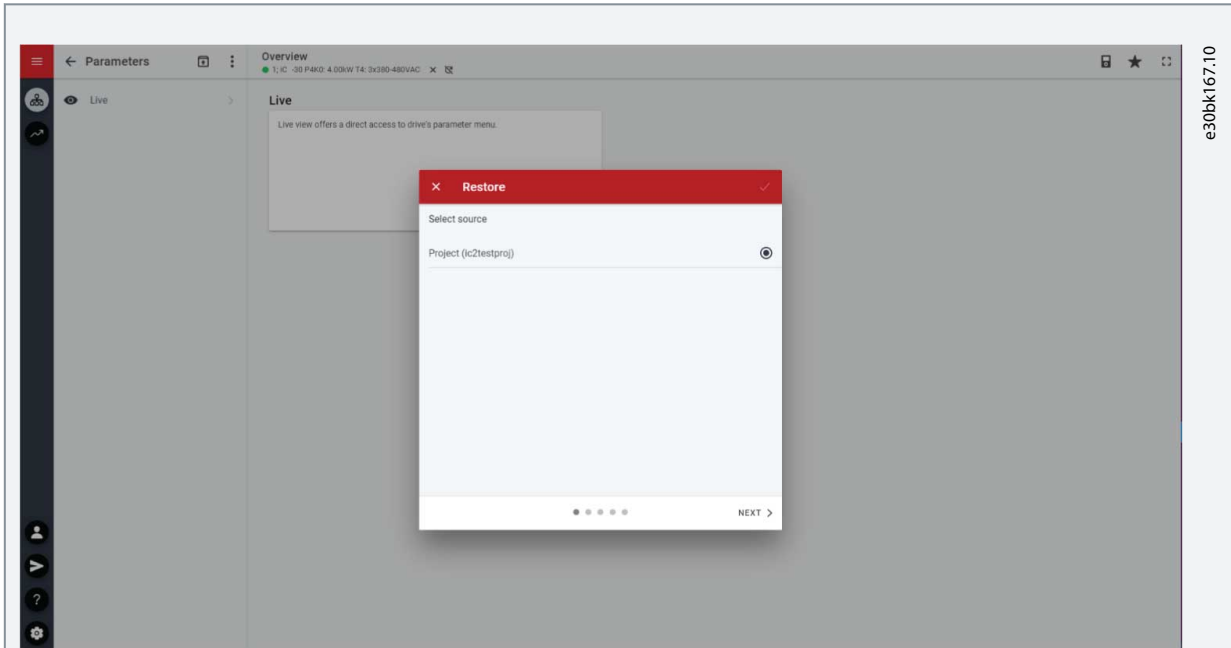 Parameters
Overview
1; iC -30 P4K0: 4.00kW T4: 3x380-480VAC
Live
Live
Live view offers a direct access to drive's parameter menu.
Restore
Select source
Project (ic2testproj)
NEXT
?
e30bk167.10